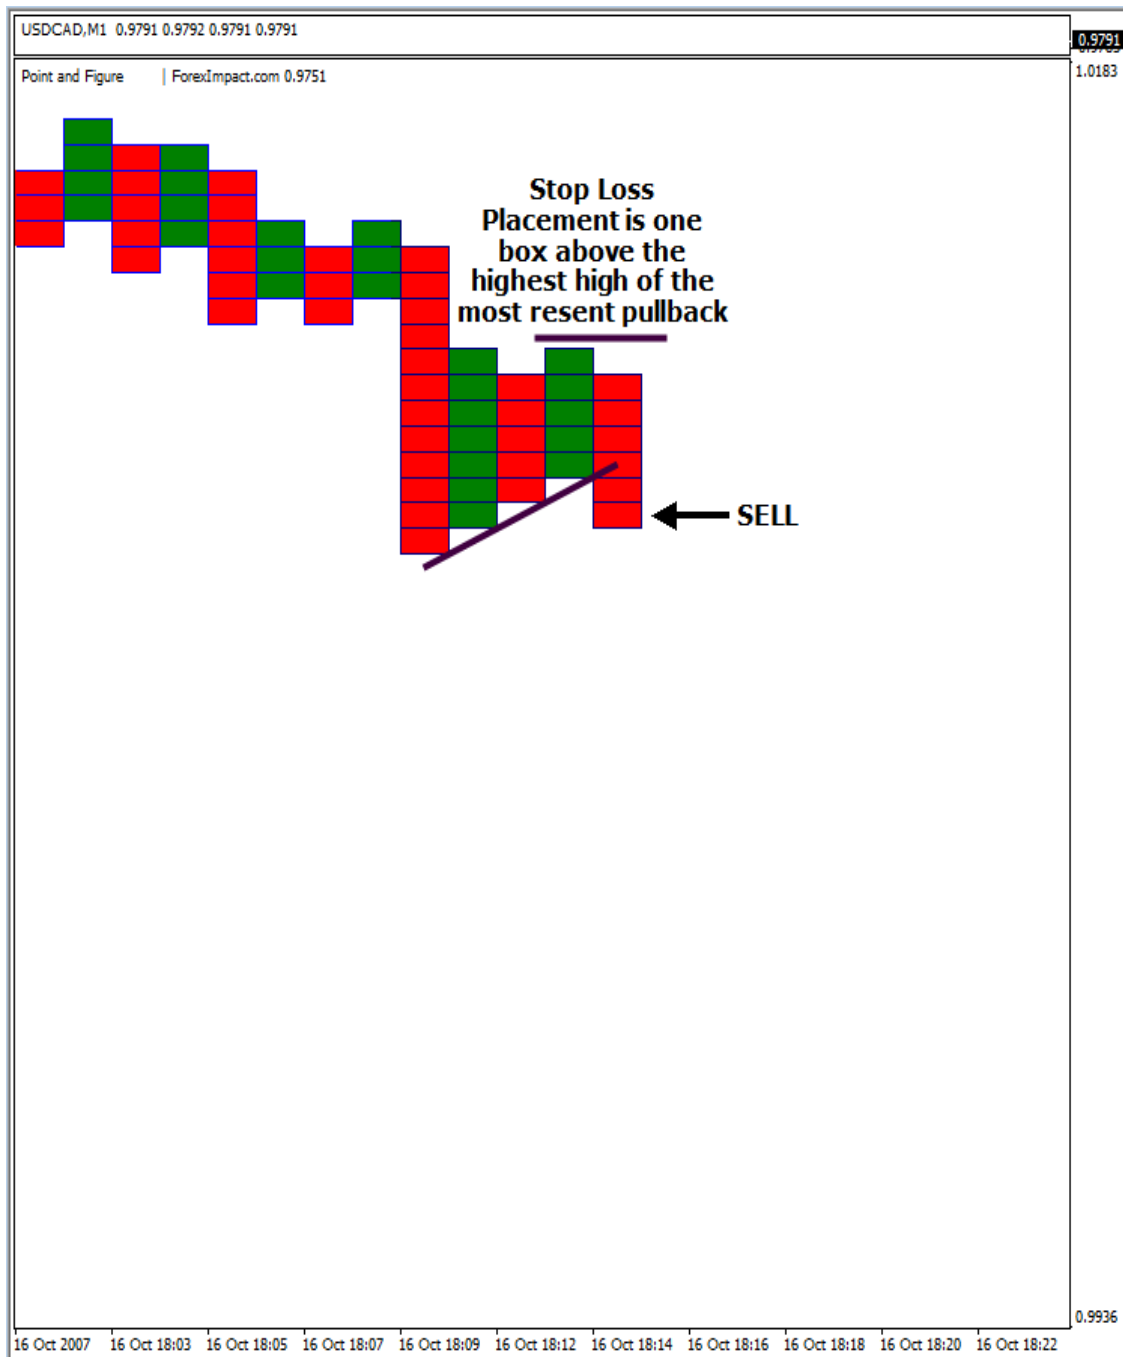 USDCAD,M1 0.9791 0.9792 0.9791 0.9791
0.9791
Point and Figure | ForexImpact.com 0.9751
1.0183
Stop Loss
Placement is one
box above the
highest high of the
most resent pullback
SELL
0.9936
16 Oct 2007 16 Oct 18:03 16 Oct 18:05 16 Oct 18:07 16 Oct 18:09 16 Oct 18:12 16 Oct 18:14 16 Oct 18:16 16 Oct 18:18 16 Oct 18:20 16 Oct 18:22